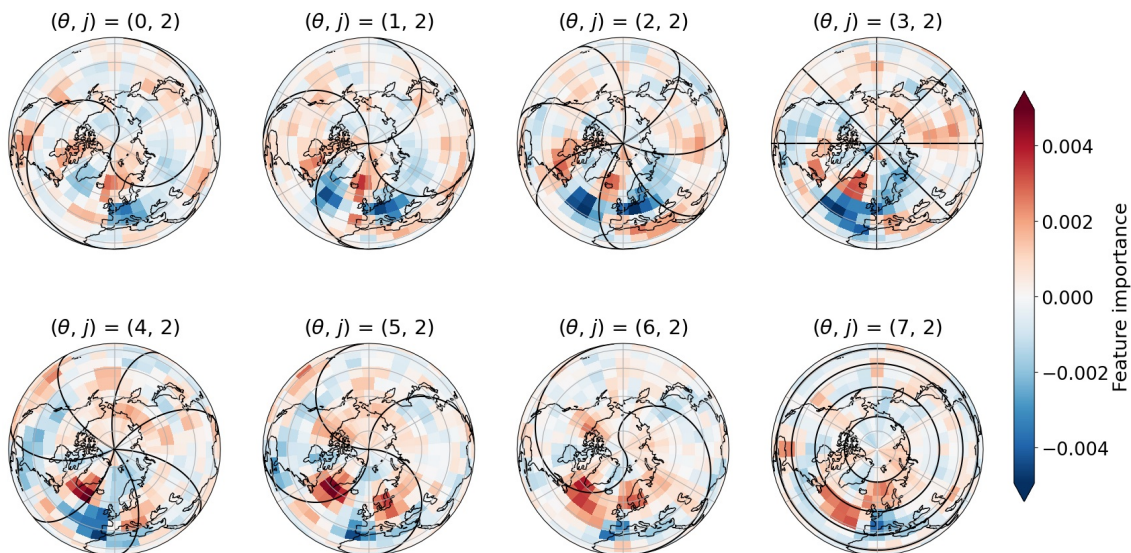 (θ, j) = (0, 2)
(θ, j) = (1, 2)
(θ, j) = (2, 2)
(θ, j) = (3, 2)
(θ, j) = (4, 2)
(θ, j) = (5, 2)
(θ, j) = (6, 2)
(θ, j) = (7, 2)
0.004
0.002
0.000
−0.002
−0.004
Feature importance